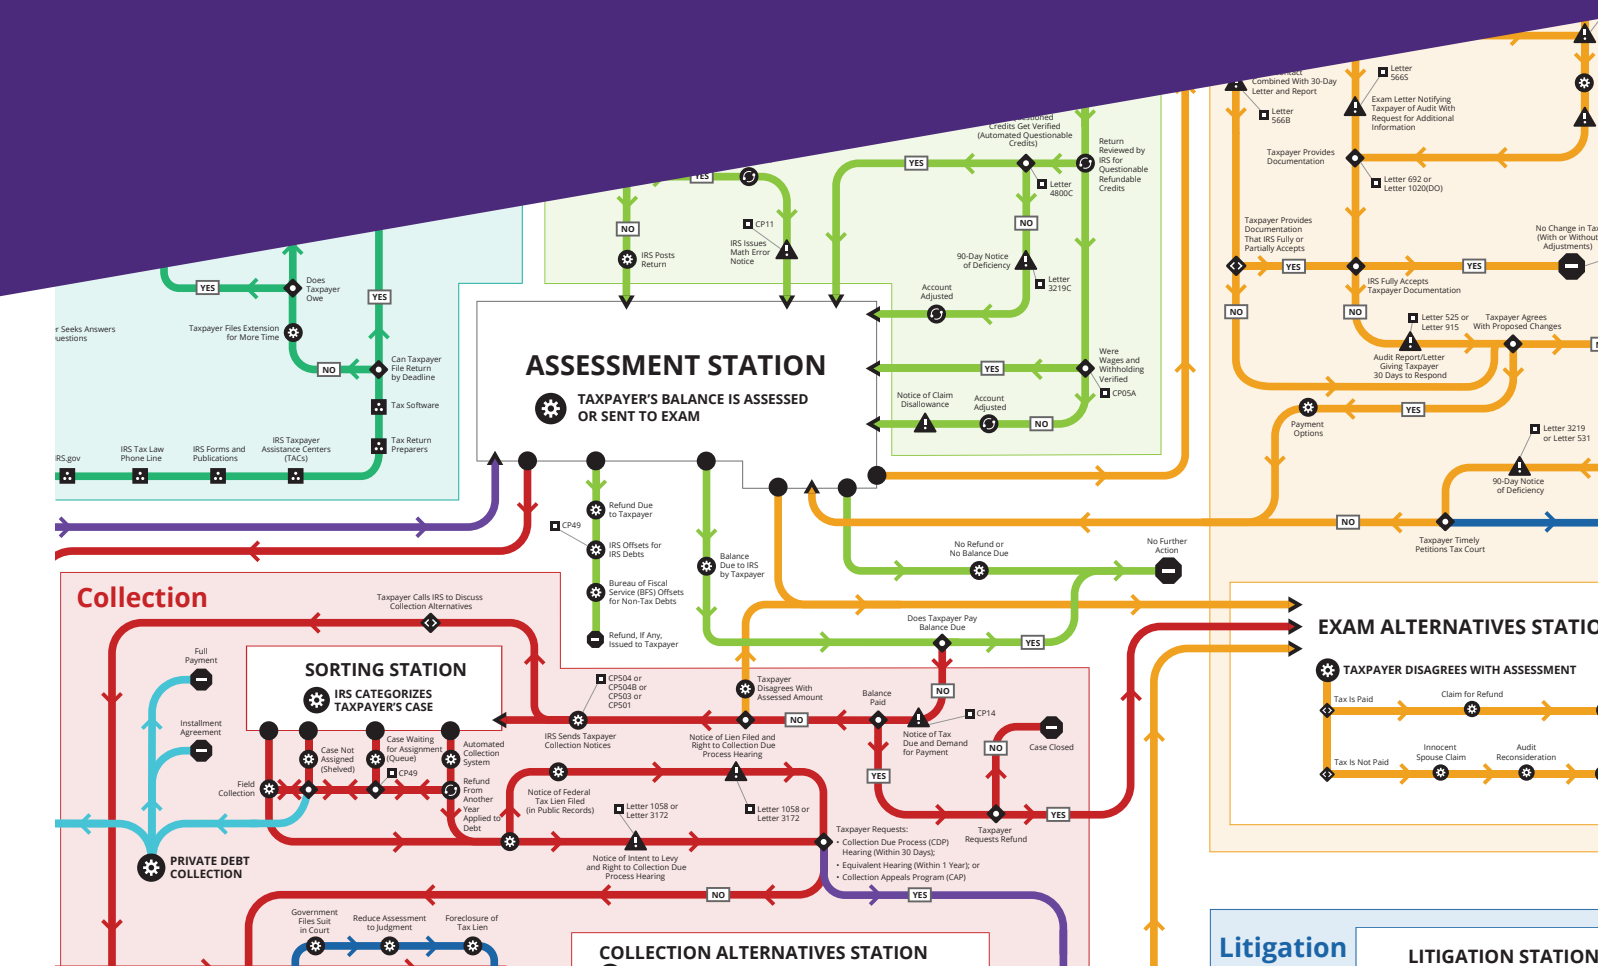 Combined With 30-Day
Letter and Report
Letter
566B
Letter
566S
Exam Letter Notifying
Taxpayer of Audit With
Request for Additional
Information
Taxpayer Provides
Documentation
Letter 692 or
Letter 1020(DO)
Credits Get Verified
(Automated Questionable
Credits)
Return
Reviewed by
IRS for
Questionable
Refundable
Credits
YES
Letter
4800C
NO
90-Day Notice
of Deficiency
Letter
3219C
Account
Adjusted
YES
NO
IRS Posts
Return
CP11
IRS Issues
Math Error
Notice
Does
Taxpayer
Owe
YES
YES
Taxpayer Files Extension
for More Time
Seeks Answers
NO
Can Taxpayer
File Return
by Deadline
Tax Software
Tax Return
Preparers
IRS.gov
IRS Tax Law
Phone Line
IRS Forms and
Publications
IRS Taxpayer
Assistance Centers
(TACs)
ASSESSMENT STATION
TAXPAYER'S BALANCE IS ASSESSED
OR SENT TO EXAM
YES
Were
Wages and
Withholding
Verified
CP05A
Notice of Claim
Disallowance
Account
Adjusted
NO
Taxpayer Provides
Documentation
That IRS Fully or
Partially Accepts
YES
YES
No Change in Tax
(With or Without
Adjustments)
IRS Fully Accepts
Taxpayer Documentation
NO
NO
Letter 525 or
Letter 915
Taxpayer Agrees
With Proposed Changes
Audit Report/Letter
Giving Taxpayer
30 Days to Respond
YES
Payment
Options
Letter 3219
or Letter 531
90-Day Notice
of Deficiency
NO
Taxpayer Timely
Petitions Tax Court
Refund Due
to Taxpayer
CP49
IRS Offsets for
IRS Debts
Bureau of Fiscal
Service (BFS) Offsets
for Non-Tax Debts
Refund, If Any,
Issued to Taxpayer
Balance
Due to IRS
by Taxpayer
No Refund or
No Balance Due
No Further
Action
Does Taxpayer Pay
Balance Due
YES
Collection
Taxpayer Calls IRS to Discuss
Collection Alternatives
Full
Payment
Installment
Agreement
SORTING STATION
IRS CATEGORIZES
TAXPAYER'S CASE
CP504 or
CP504B or
CP503 or
CP501
IRS Sends Taxpayer
Collection Notices
Taxpayer
Disagrees With
Assessed Amount
NO
Balance
Paid
NO
CP14
Notice of Tax
Due and Demand
for Payment
Case Closed
NO
YES
YES
Taxpayer
Requests Refund
Field
Collection
Case Not
Assigned
(Shelved)
Case Waiting
for Assignment
(Queue)
CP49
Automated
Collection
System
Refund
From
Another
Year
Applied to
Debt
Notice of Federal
Tax Lien Filed
(in Public Records)
Notice of Lien Filed and
Right to Collection Due
Process Hearing
Letter 1058 or
Letter 3172
Letter 1058 or
Letter 3172
Notice of Intent to Levy
and Right to Collection Due
Process Hearing
Taxpayer Requests:
• Collection Due Process (CDP)
Hearing (Within 30 Days);
• Equivalent Hearing (Within 1 Year); or
• Collection Appeals Program (CAP)
NO
YES
PRIVATE DEBT
COLLECTION
Government
Files Suit
in Court
Reduce Assessment
to Judgment
Foreclosure of
Tax Lien
COLLECTION ALTERNATIVES STATION
EXAM ALTERNATIVES
TAXPAYER DISAGREES WITH ASSESSMENT
Tax Is Paid
Claim for Refund
Tax Is Not Paid
Innocent
Spouse Claim
Audit
Reconsideration
Litigation
LITIGATION STATION